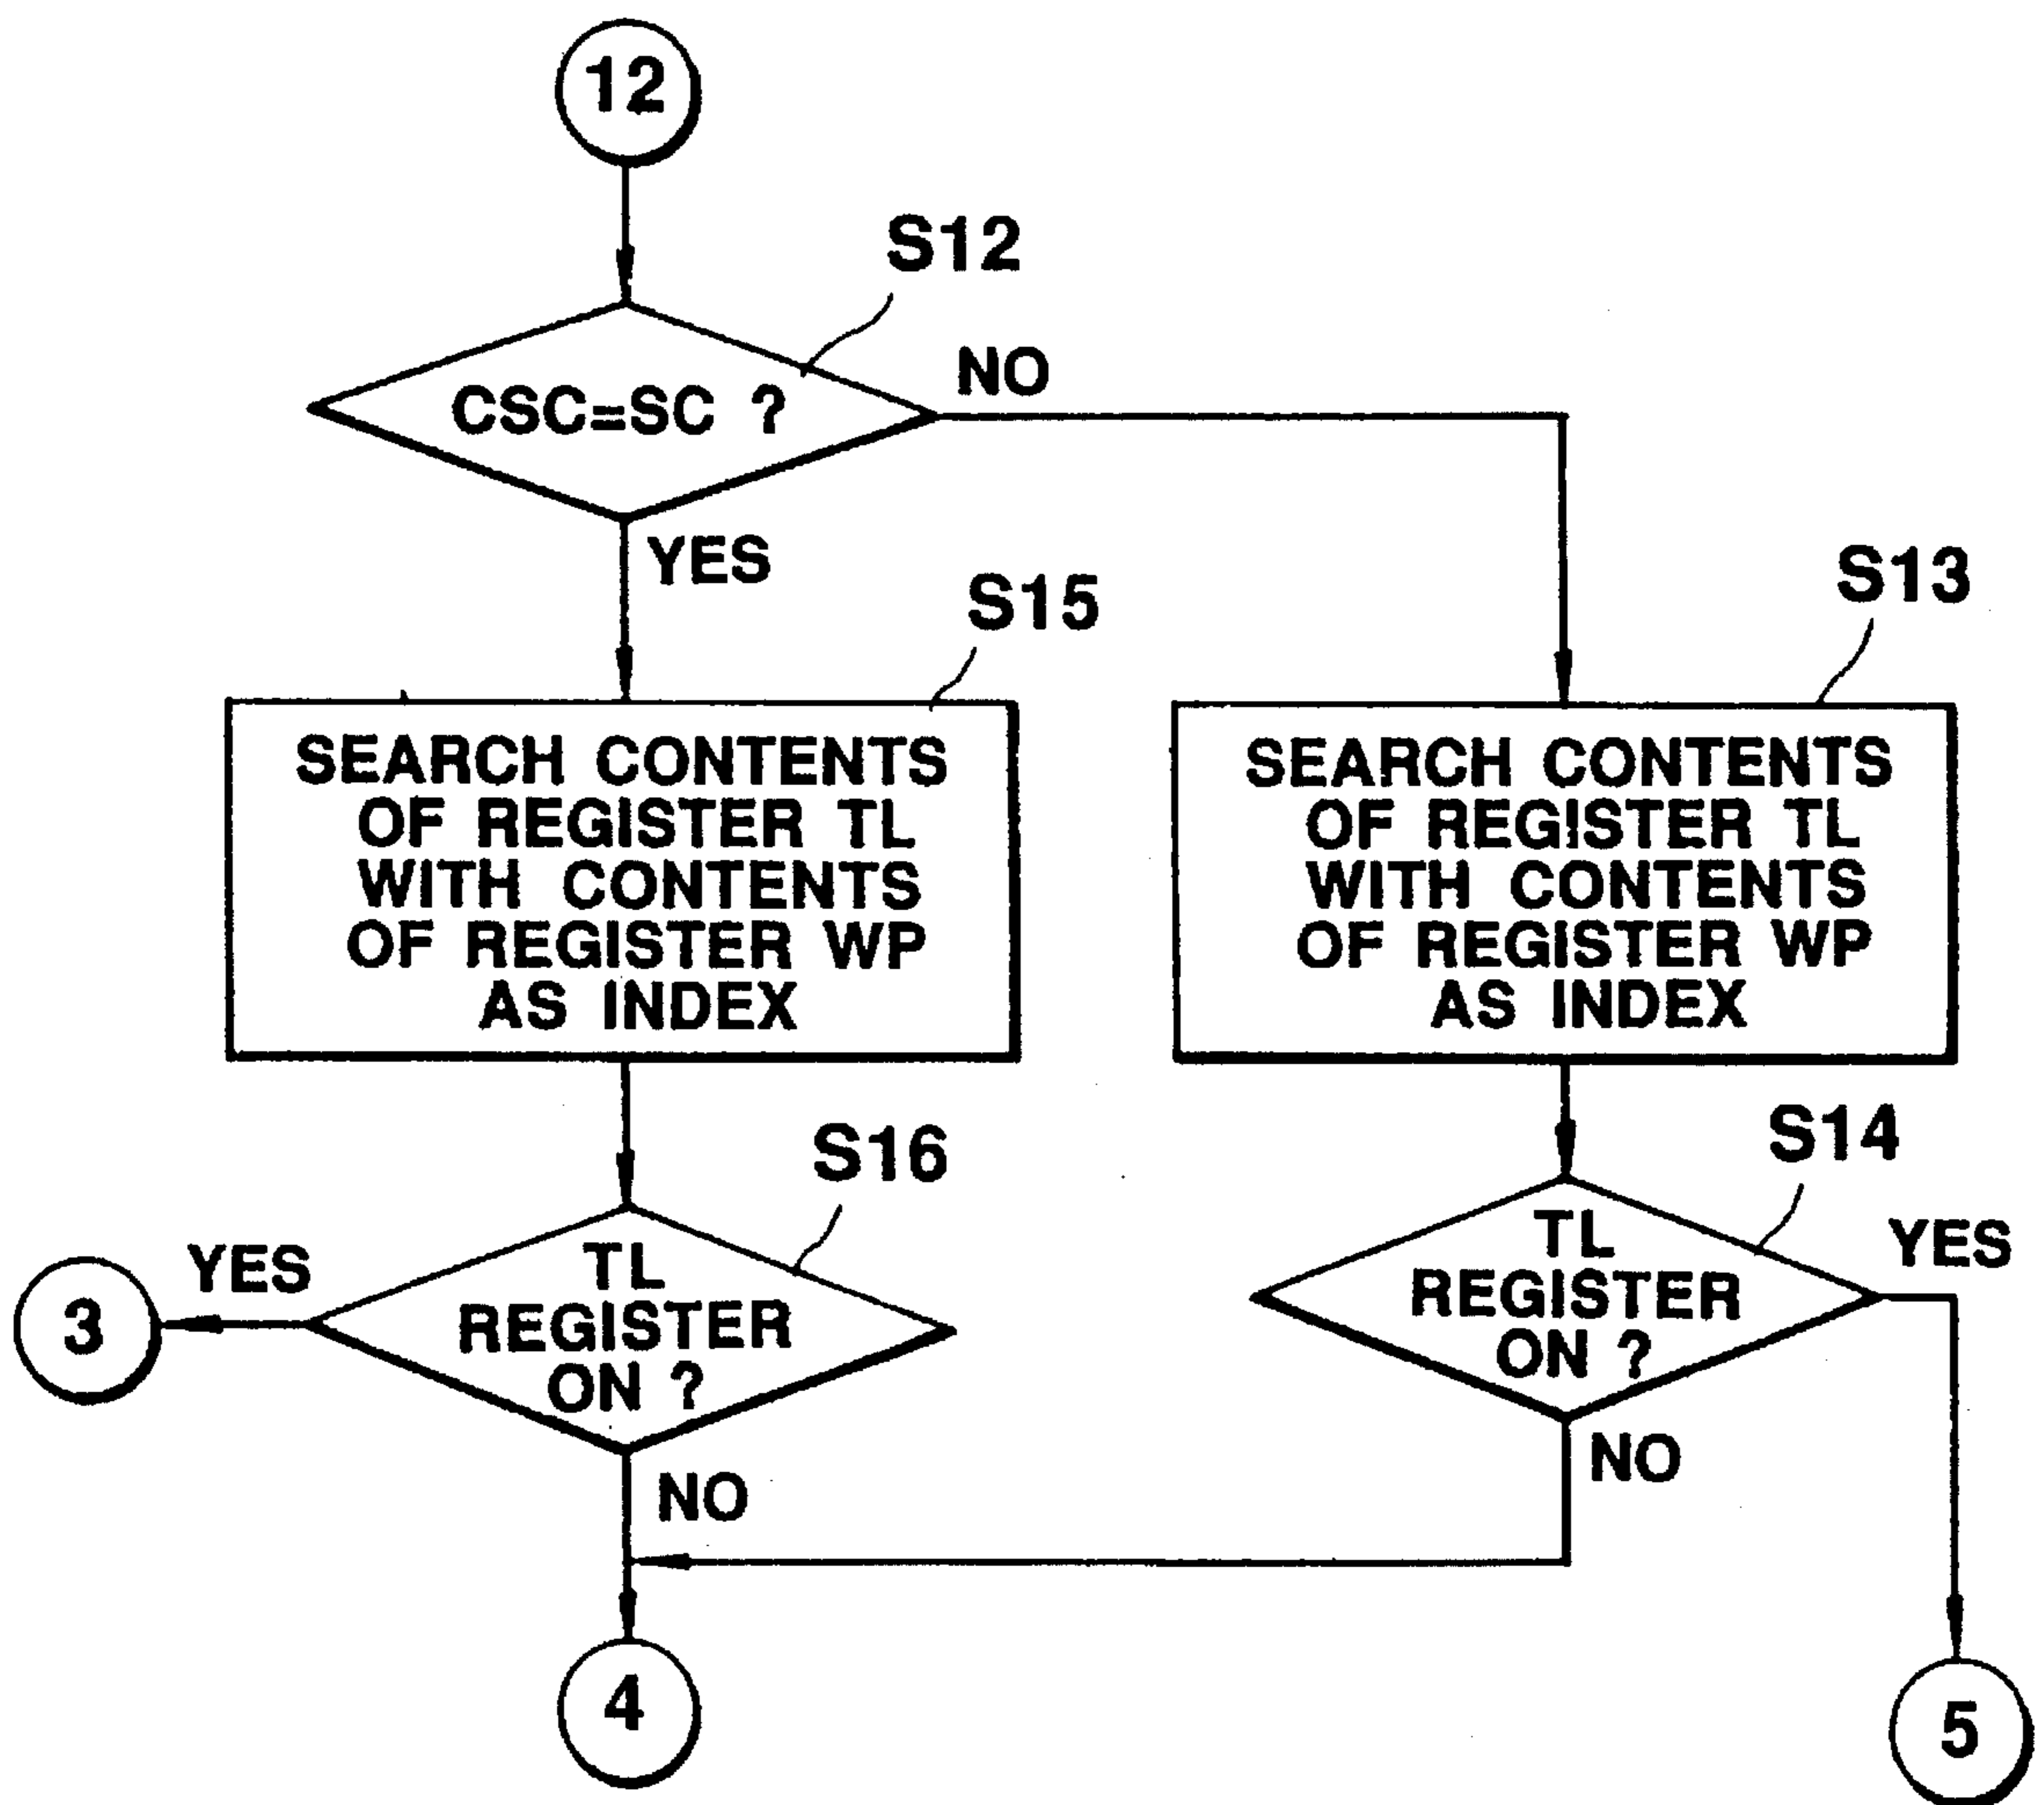 12
S12
CSC=SC ?
NO
YES
S15
S13
SEARCH CONTENTS
OF REGISTER TL
WITH CONTENTS
OF REGISTER WP
AS INDEX
SEARCH CONTENTS
OF REGISTER TL
WITH CONTENTS
OF REGISTER WP
AS INDEX
S16
S14
YES
3
TL
REGISTER
ON ?
NO
TL
REGISTER
ON ?
YES
NO
4
5